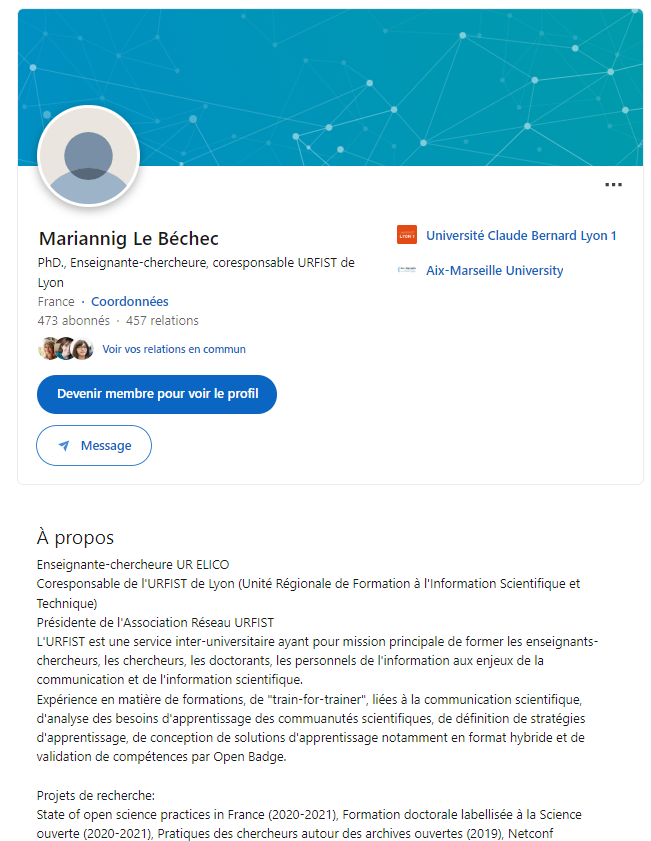 Mariannig Le Béchec
PhD., Enseignante-chercheure, coresponsable URFIST de
Lyon
France · Coordonnées
473 abonnés · 457 relations
Voir vos relations en commun
Devenir membre pour voir le profil
Message
LYON 1
Université Claude Bernard Lyon 1
Aix-Marseille University
À propos
Enseignante-chercheure UR ELICO
Coresponsable de l'URFIST de Lyon (Unité Régionale de Formation à l'Information Scientifique et
Technique)
Présidente de l'Association Réseau URFIST
L'URFIST est une service inter-universitaire ayant pour mission principale de former les enseignants-
chercheurs, les chercheurs, les doctorants, les personnels de l'information aux enjeux de la
communication et de l'information scientifique.
Expérience en matière de formations, de "train-for-trainer", liées à la communication scientifique,
d'analyse des besoins d'apprentissage des commuanutés scientifiques, de définition de stratégies
d'apprentissage, de conception de solutions d'apprentissage notamment en format hybride et de
validation de compétences par Open Badge.
Projets de recherche:
State of open science practices in France (2020-2021), Formation doctorale labellisée à la Science
ouverte (2020-2021), Pratiques des chercheurs autour des archives ouvertes (2019), Netconf